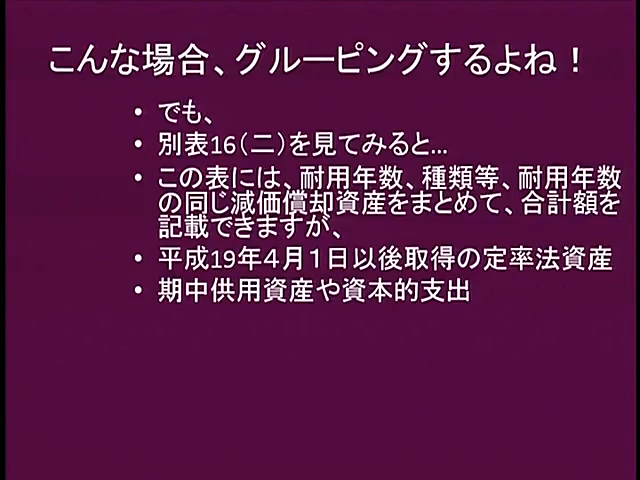 こんな場合、グルーピングするよね！
• でも、
• 別表16（二）を見てみると…
• この表には、耐用年数、種類等、耐用年数
の同じ減価償却資産をまとめて、合計額を
記載できますが、
• 平成19年４月１日以後取得の定率法資産
• 期中供用資産や資本的支出